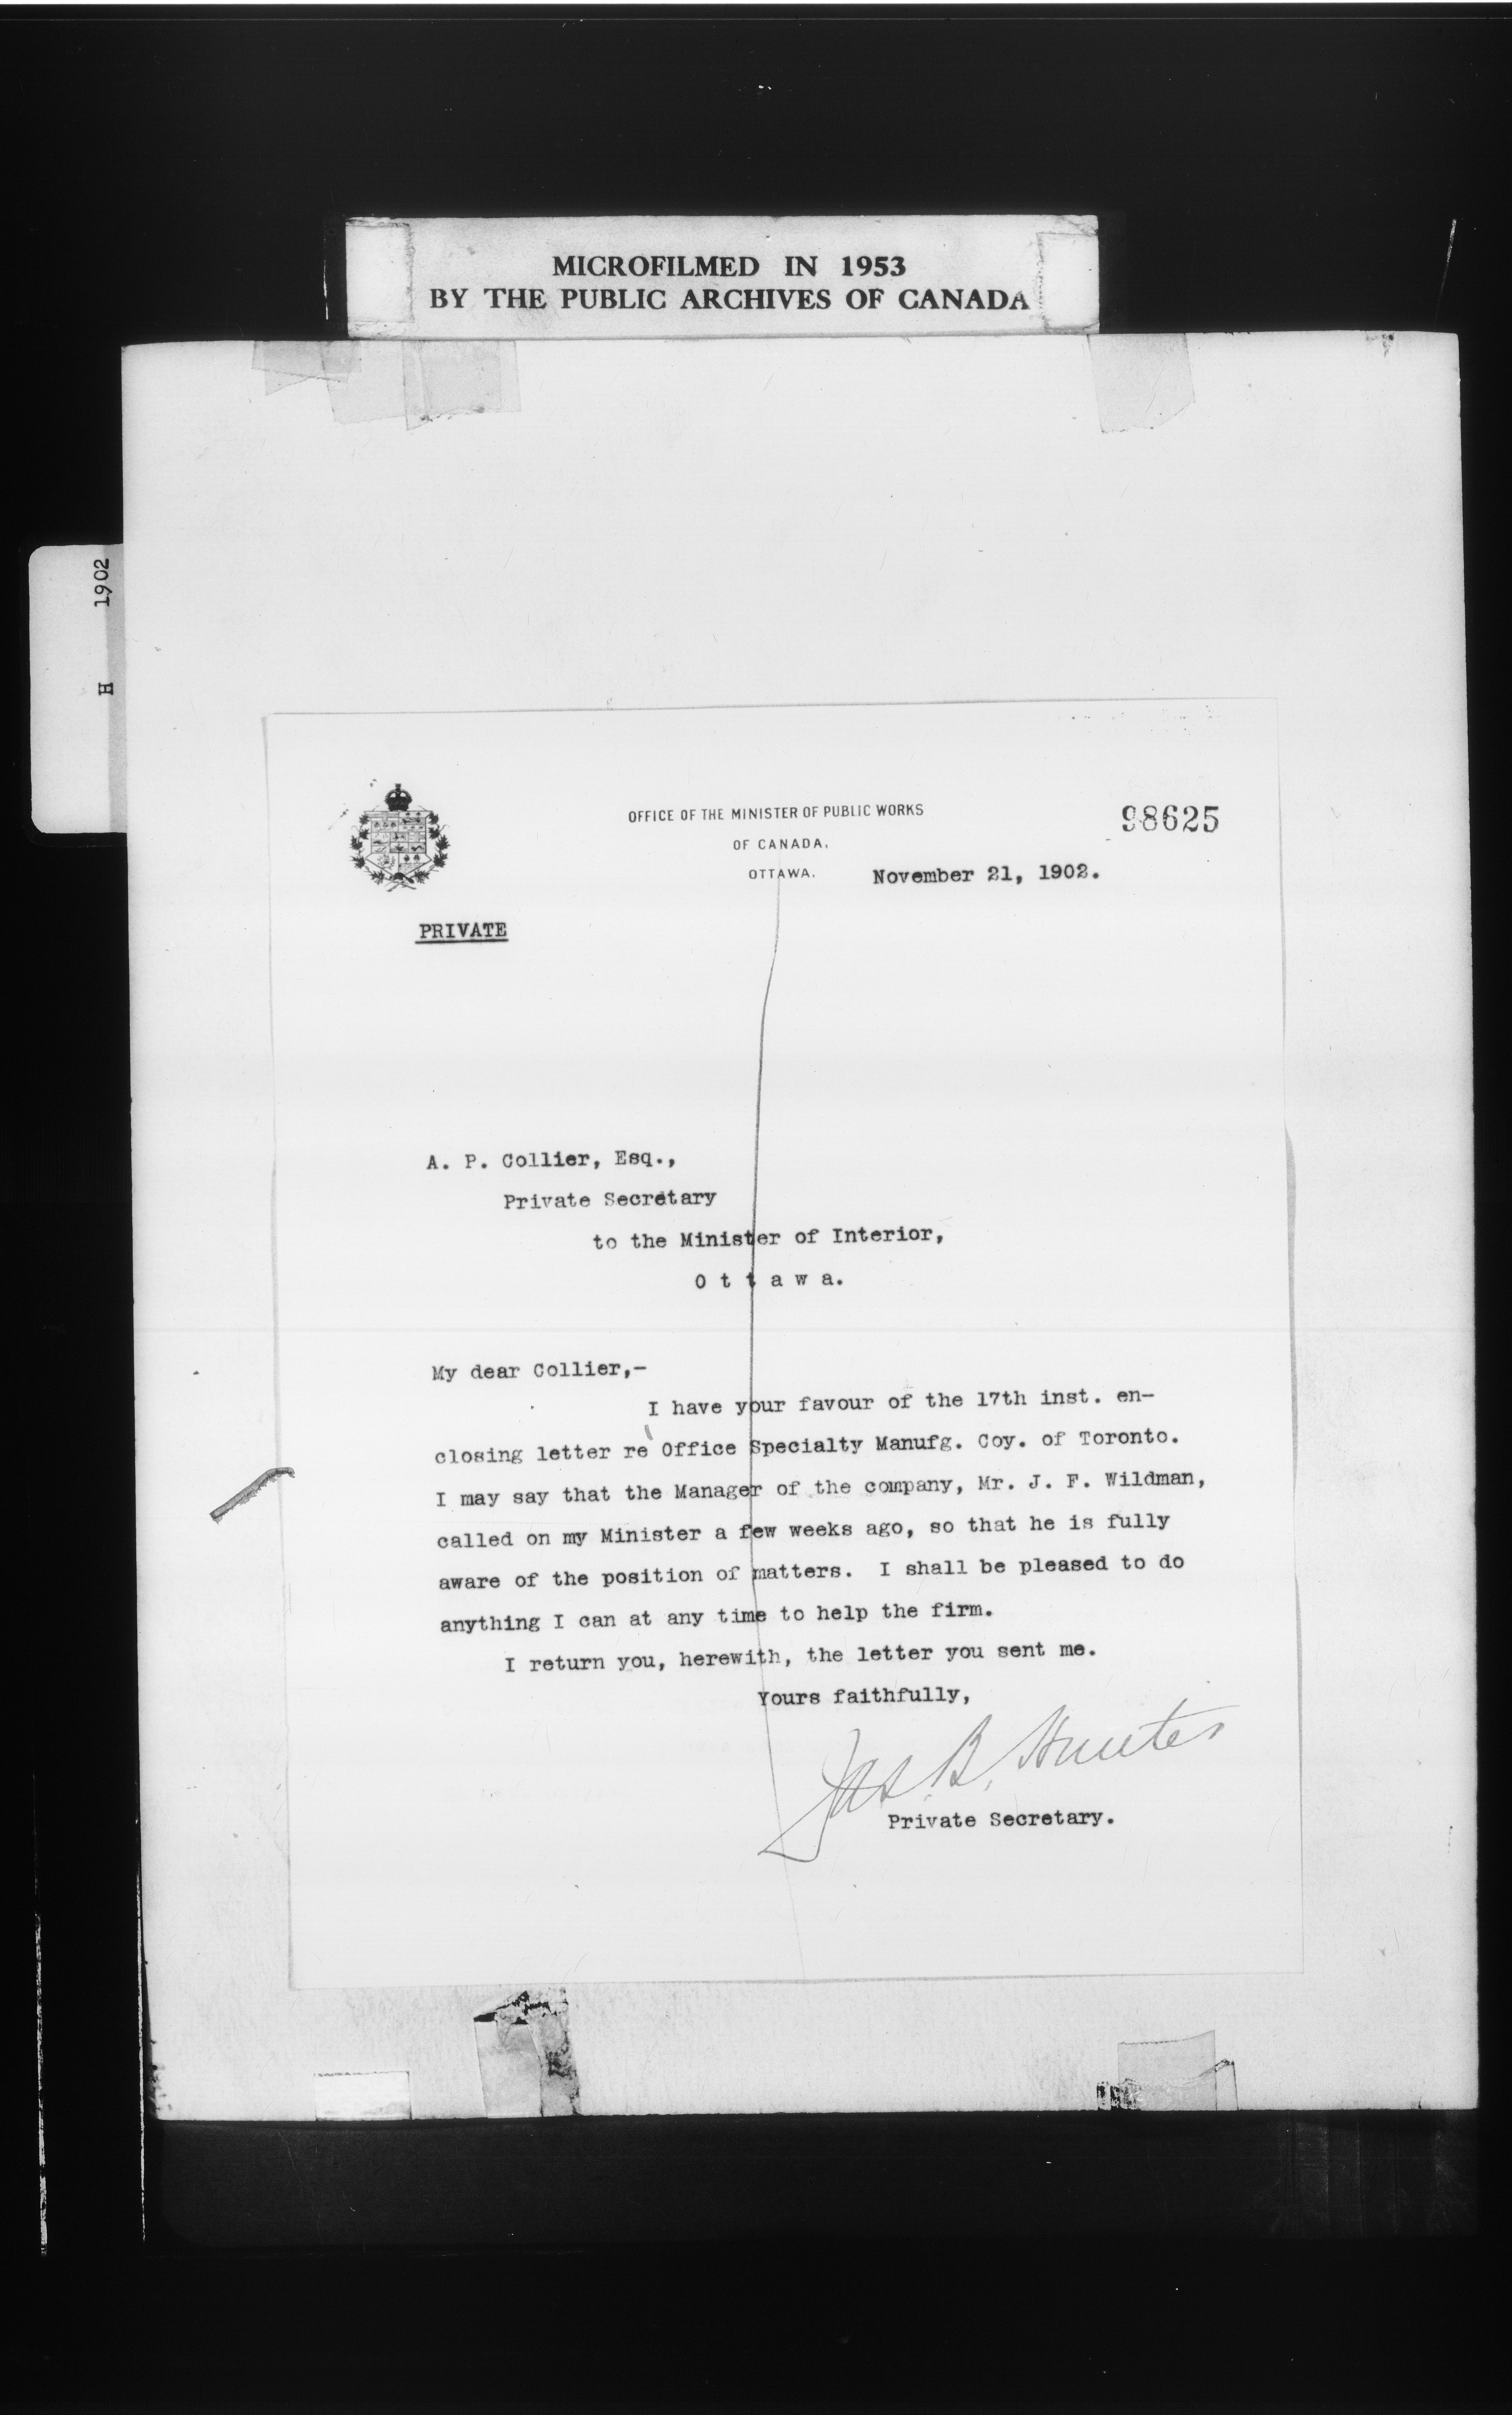 MICROFILMED IN 1953
BY THE PUBLIC ARCHIVES OF CANADA
H 1902
OFFICE OF THE MINISTER OF PUBLIC WORKS
OF CANADA,
98625
OTTAWA. November 21, 1902.
PRIVATE
A. P. Collier, Esq.,
Private Secretary
to the Minister of Interior,
O t t a w a.
My dear Collier,-
I have your favour of the 17th inst. en-
closing letter re Office Specialty Manufg. Coy. of Toronto.
I may say that the Manager of the company, Mr. J. F. Wildman,
called on my Minister a few weeks ago, so that he is fully
aware of the position of matters. I shall be pleased to do
anything I can at any time to help the firm.
I return you, herewith, the letter you sent me.
Yours faithfully,
Jas. B. Hunter
Private Secretary.